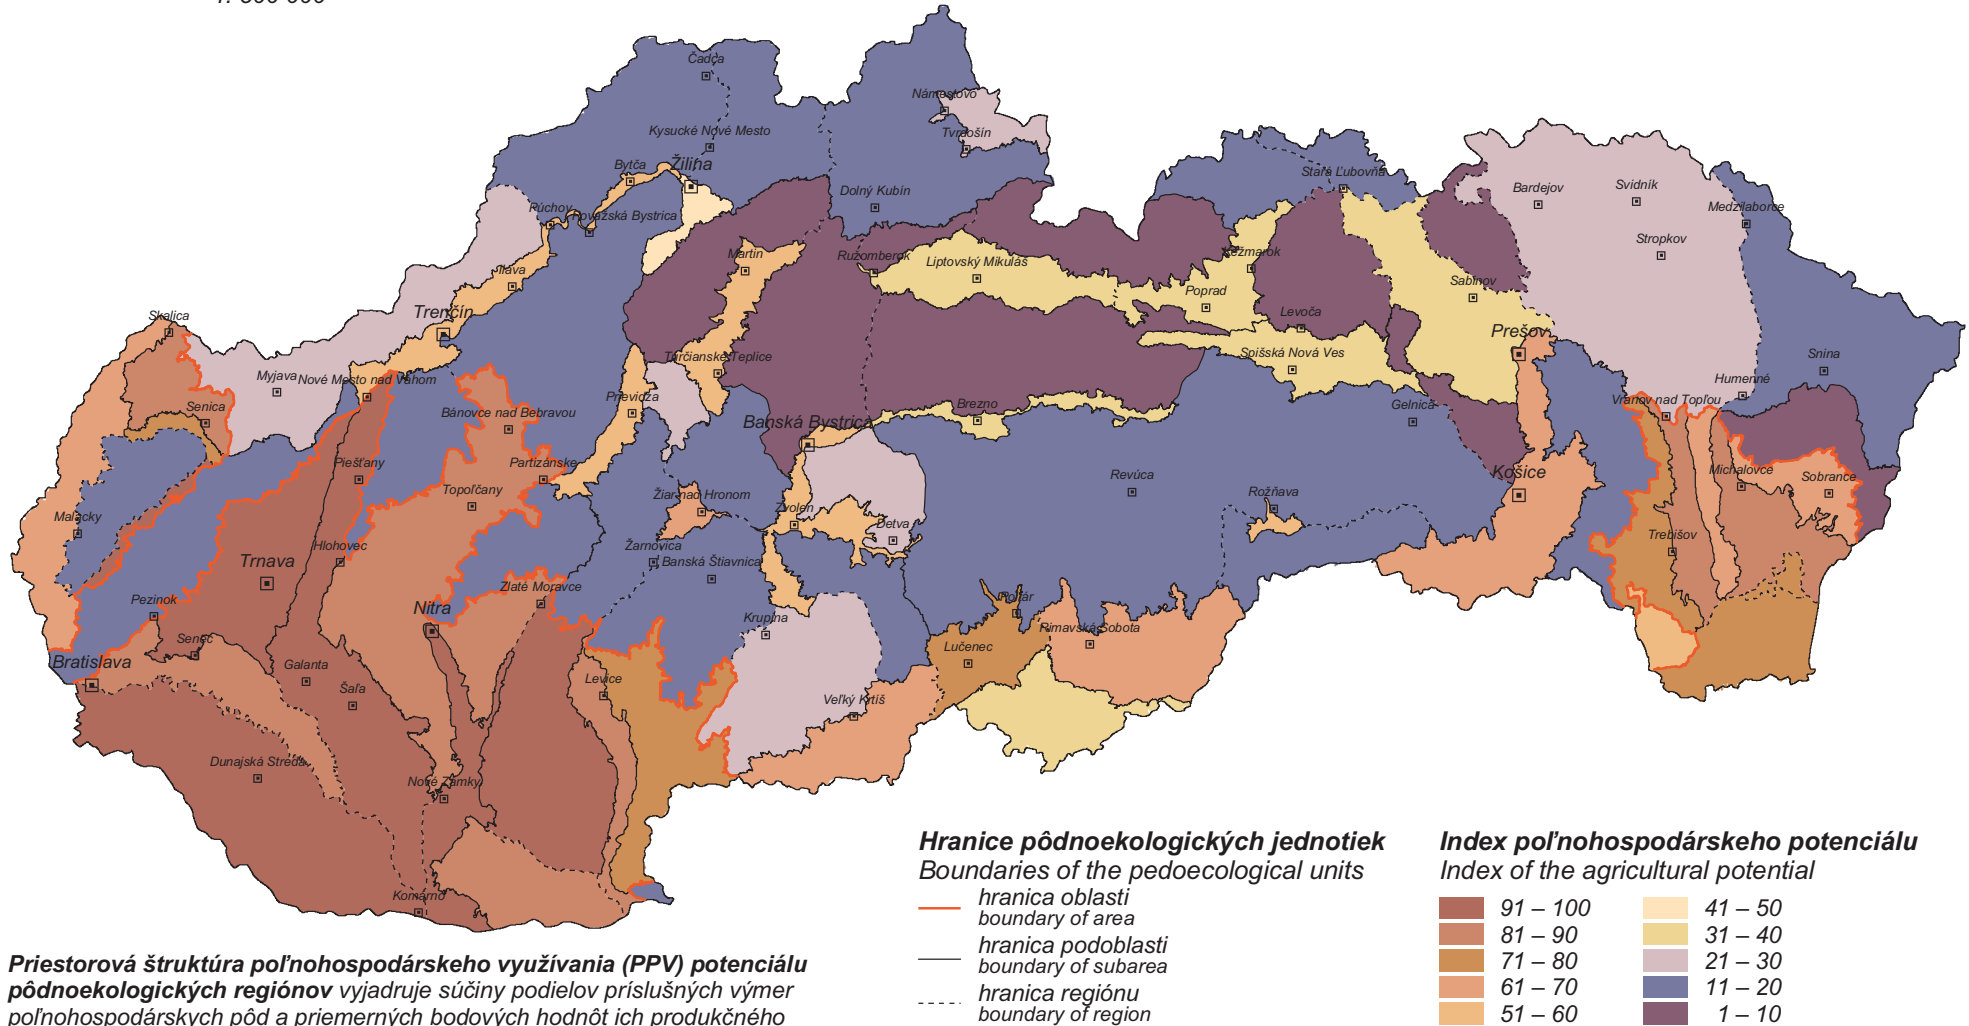 Čadca
Námestovo
Kysucké Nové Mesto
Tvrdošín
Bytča
Žilina
Dolný Kubín
Stará Ľubovňa
Bardejov
Svidník
Medzilaborce
Púchov
Považská Bystrica
Stropkov
Martin
Ružomberok
Liptovský Mikuláš
Kežmarok
Ilava
Poprad
Sabinov
Skalica
Trenčín
Levoča
Prešov
Turčianske Teplice
Spišská Nová Ves
Snina
Myjava
Nové Mesto nad Váhom
Humenné
Senica
Bánovce nad Bebravou
Prievidza
Brezno
Gelnica
Vranov nad Topľou
Banská Bystrica
Piešťany
Partizánske
Revúca
Košice
Michalovce
Sobrance
Topoľčany
Žiar nad Hronom
Rožňava
Malacky
Zvolen
Detva
Trebišov
Hlohovec
Trnava
Žarnovica
Banská Štiavnica
Zlaté Moravce
Pezinok
Nitra
Poltár
Krupina
Rimavská Sobota
Senec
Lučenec
Bratislava
Galanta
Šaľa
Levice
Veľký Krtíš
Dunajská Streda
Nové Zámky
Komárno
Hranice pôdnoekologických jednotiek
Boundaries of the pedoecological units
hranica oblasti
boundary of area
hranica podoblasti
boundary of subarea
hranica regiónu
boundary of region
Index poľnohospodárskeho potenciálu
Index of the agricultural potential
91 – 100
81 – 90
71 – 80
61 – 70
51 – 60
41 – 50
31 – 40
21 – 30
11 – 20
1 – 10
Priestorová štruktúra poľnohospodárskeho využívania (PPV) potenciálu
pôdnoekologických regiónov vyjadruje súčiny podielov príslušných výmer
poľnohospodárskych pôd a priemerných bodových hodnôt ich produkčného